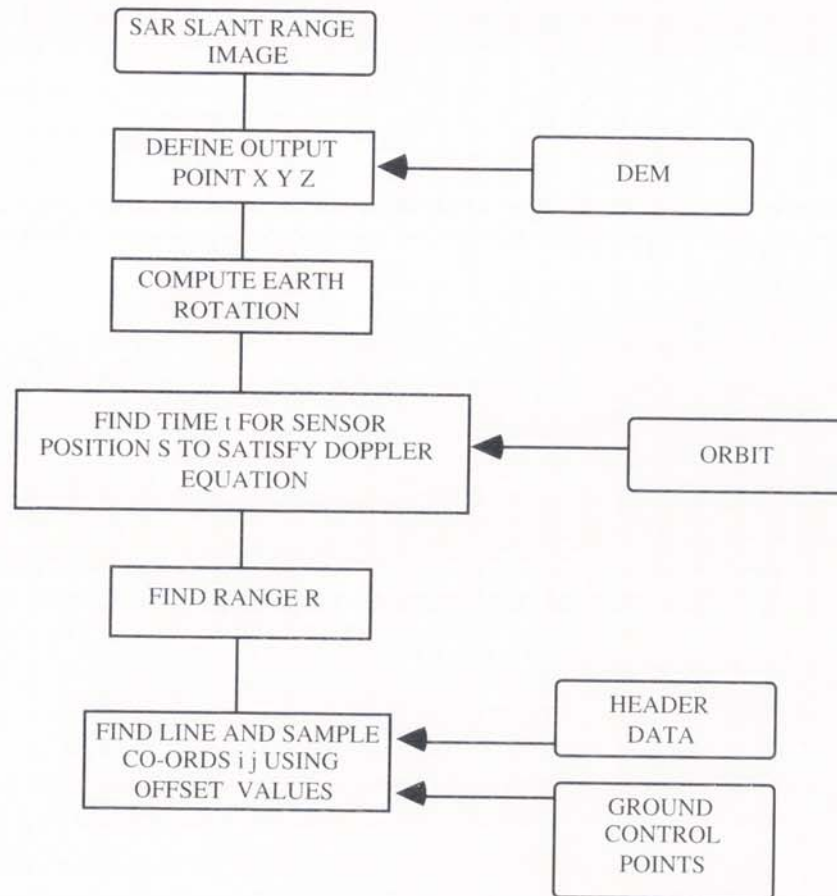 SAR SLANT RANGE
IMAGE
DEFINE OUTPUT
POINT X Y Z
DEM
COMPUTE EARTH
ROTATION
FIND TIME t FOR SENSOR
POSITION S TO SATISFY DOPPLER
EQUATION
ORBIT
FIND RANGE R
FIND LINE AND SAMPLE
CO-ORDS i j USING
OFFSET VALUES
HEADER
DATA
GROUND
CONTROL
POINTS